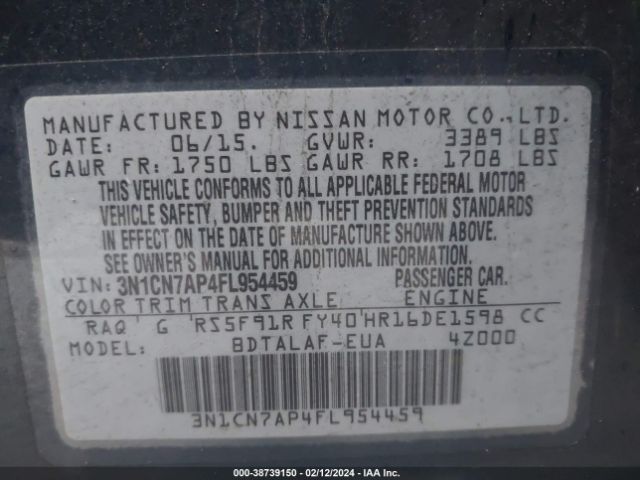 MANUFACTURED BY NISSAN MOTOR CO., LTD.
DATE: 06/15. GVWR: 3389 LBS
GAWR FR: 1750 LBS GAWR RR: 1708 LBS
THIS VEHICLE CONFORMS TO ALL APPLICABLE FEDERAL MOTOR
VEHICLE SAFETY, BUMPER AND THEFT PREVENTION STANDARDS
IN EFFECT ON THE DATE OF MANUFACTURE SHOWN ABOVE.
SEE OWNER'S MANUAL FOR ADDITIONAL INFORMATION.
VIN: 3N1CN7AP4FL954459 PASSENGER CAR.
COLOR TRIM TRANS AXLE ENGINE
RAQ G RS5F91R FY40 HR16DE1598 CC
BDTALAF-EUA 4Z000
3N1CN7AP4FL954459
000-38739150 - 02/12/2024 - IAA Inc.